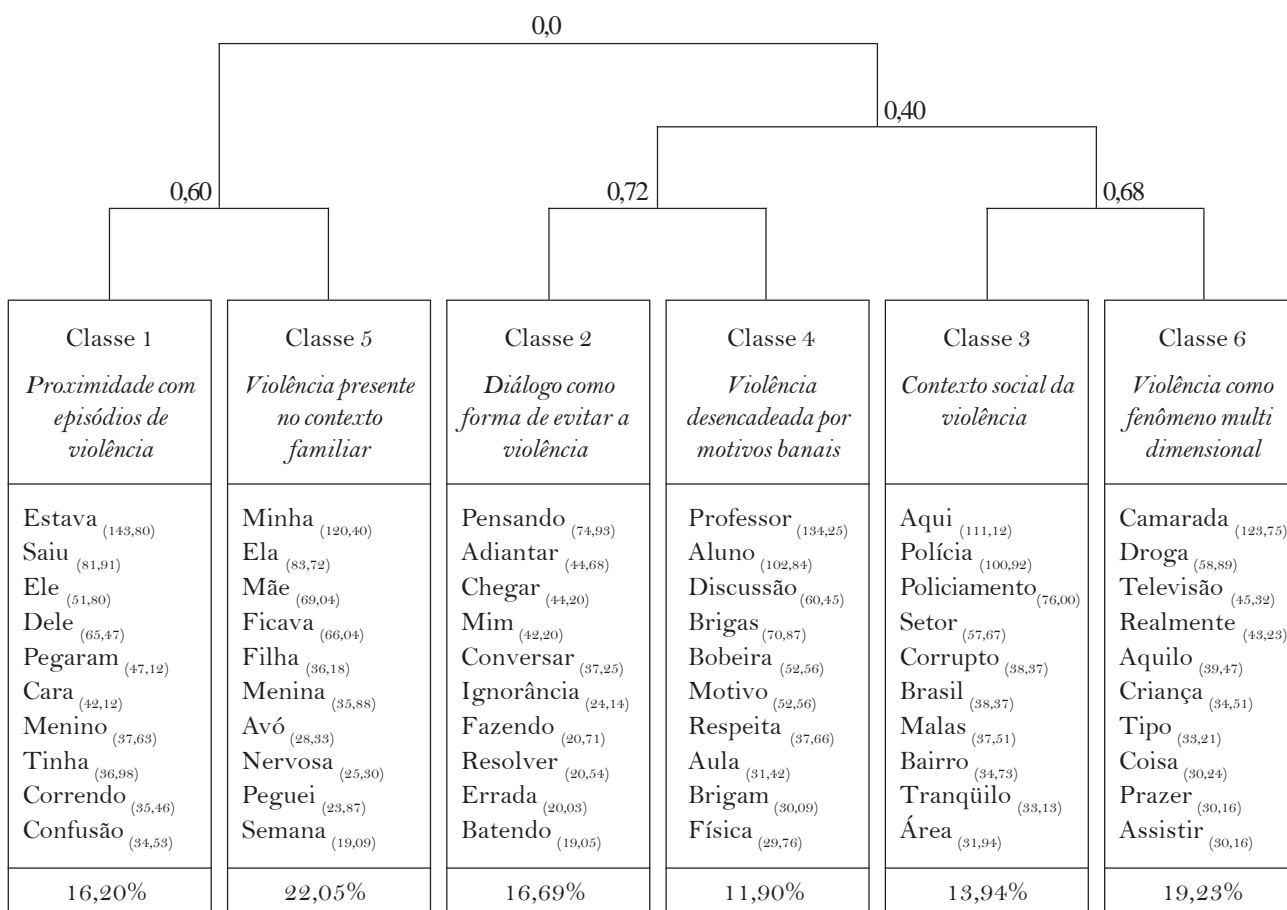 0,0
0,40
0,60
0,72
0,68
Classe 1
Proximidade com
episódios de
violência
Estava (143,80)
Saiu (81,91)
Ele (51,80)
Dele (65,47)
Pegaram (47,12)
Cara (42,12)
Menino (37,63)
Tinha (36,98)
Correndo (35,46)
Confusão (34,53)
16,20%
Classe 5
Violência presente
no contexto
familiar
Minha (120,40)
Ela (83,72)
Mãe (69,04)
Ficava (66,04)
Filha (36,18)
Menina (35,88)
Avó (28,33)
Nervosa (25,30)
Peguei (23,87)
Semana (19,09)
22,05%
Classe 2
Diálogo como
forma de evitar a
violência
Pensando (74,93)
Adiantar (44,68)
Chegar (44,20)
Mim (42,20)
Conversar (37,25)
Ignorância (24,14)
Fazendo (20,71)
Resolver (20,54)
Errada (20,03)
Batendo (19,05)
16,69%
Classe 4
Violência
desencadeada por
motivos banais
Professor (134,25)
Aluno (102,84)
Discussão (60,45)
Brigas (70,87)
Bobeira (52,56)
Motivo (52,56)
Respeita (37,66)
Aula (31,42)
Brigam (30,09)
Física (29,76)
11,90%
Classe 3
Contexto social da
violência
Aqui (111,12)
Polícia (100,92)
Policiamento (76,00)
Setor (57,67)
Corrupto (38,37)
Brasil (38,37)
Malas (37,51)
Bairro (34,73)
Tranqüilo (33,13)
Área (31,94)
13,94%
Classe 6
Violência como
fenômeno multi
dimensional
Camarada (123,75)
Droga (58,89)
Televisão (45,32)
Realmente (43,23)
Aquilo (39,47)
Criança (34,51)
Tipo (33,21)
Coisa (30,24)
Prazer (30,16)
Assistir (30,16)
19,23%